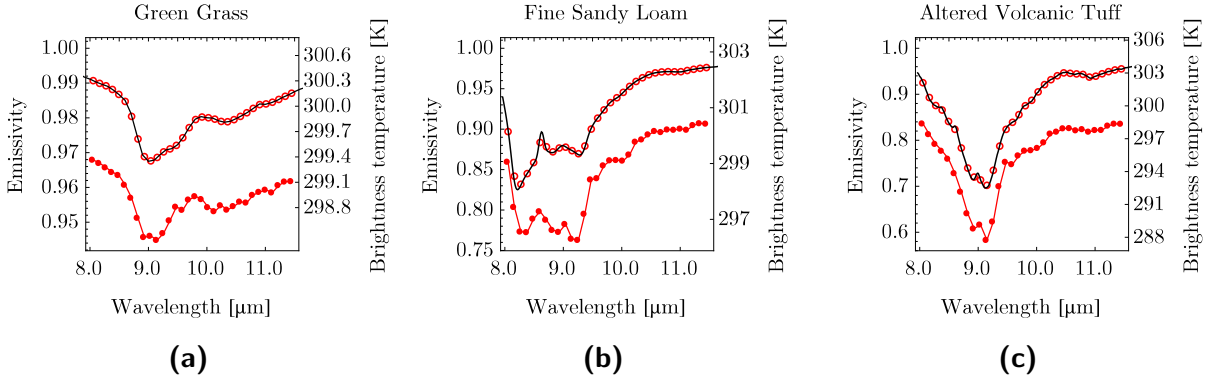 Green Grass
Emissivity
1.00
0.99
0.98
0.97
0.96
0.95
300.6
300.3
300.0
299.7
299.4
299.1
298.8
Brightness temperature [K]
8.0 9.0 10.0 11.0
Wavelength [μm]
(a)
Fine Sandy Loam
Emissivity
1.00
0.95
0.90
0.85
0.80
0.75
303
301
299
297
Brightness temperature [K]
8.0 9.0 10.0 11.0
Wavelength [μm]
(b)
Altered Volcanic Tuff
Emissivity
1.0
0.9
0.8
0.7
0.6
306
303
300
297
294
291
288
Brightness temperature [K]
8.0 9.0 10.0 11.0
Wavelength [μm]
(c)